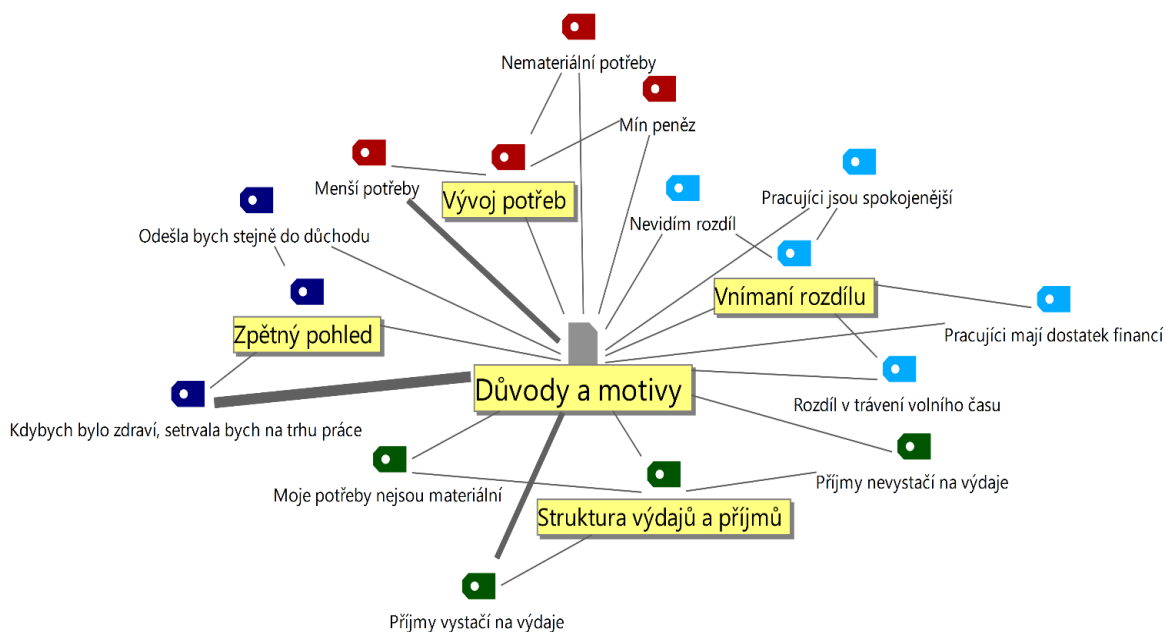 Nemateriální potřeby
Mín peněz
Menší potřeby
Vývoj potřeb
Pracujíci jsou spokojenější
Nevidím rozdíl
Odešla bych stejně do důchodu
Vnímaní rozdílu
Zpětný pohled
Pracujíci mají dostatek financí
Důvody a motivy
Rozdíl v trávení volního času
Kdybych bylo zdraví, setrvala bych na trhu práce
Moje potřeby nejsou materiální
Příjmy nevystačí na výdaje
Struktura výdajů a příjmů
Příjmy vystačí na výdaje